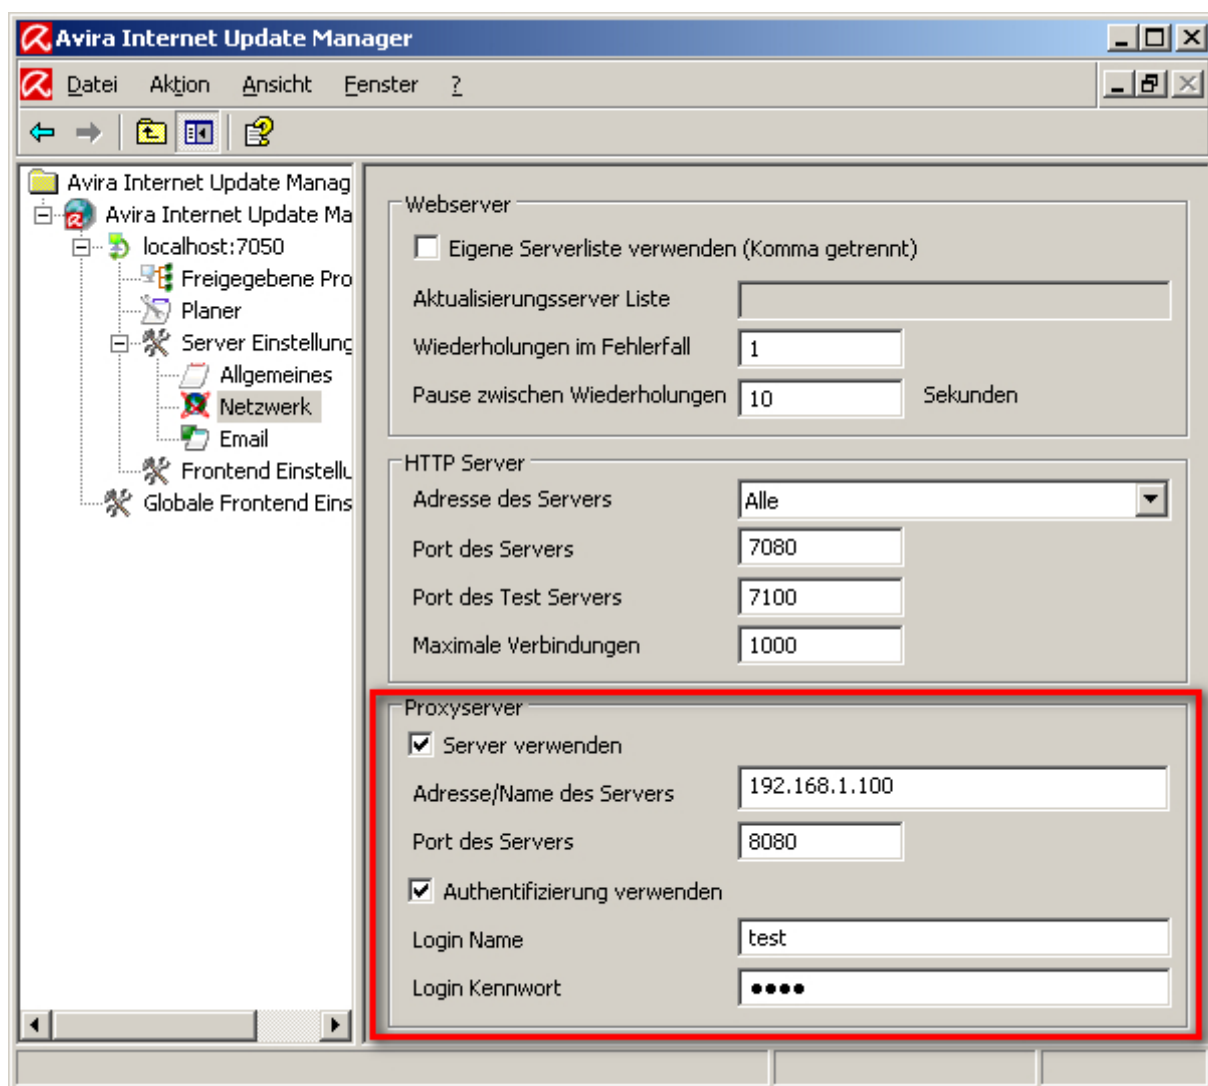 Avira Internet Update Manager
Datei Aktion Ansicht Fenster ?
Avira Internet Update Manag
Avira Internet Update Ma
localhost:7050
Freigegebene Pro
Planer
Server Einstellung
Allgemeines
Netzwerk
Email
Frontend Einstellu
Globale Frontend Eins
Webserver
Eigene Serverliste verwenden (Komma getrennt)
Aktualisierungsserver Liste
Wiederholungen im Fehlerfall 1
Pause zwischen Wiederholungen 10 Sekunden
HTTP Server
Adresse des Servers Alle
Port des Servers 7080
Port des Test Servers 7100
Maximale Verbindungen 1000
Proxyserver
Server verwenden
Adresse/Name des Servers 192.168.1.100
Port des Servers 8080
Authentifizierung verwenden
Login Name test
Login Kennwort ●●●●